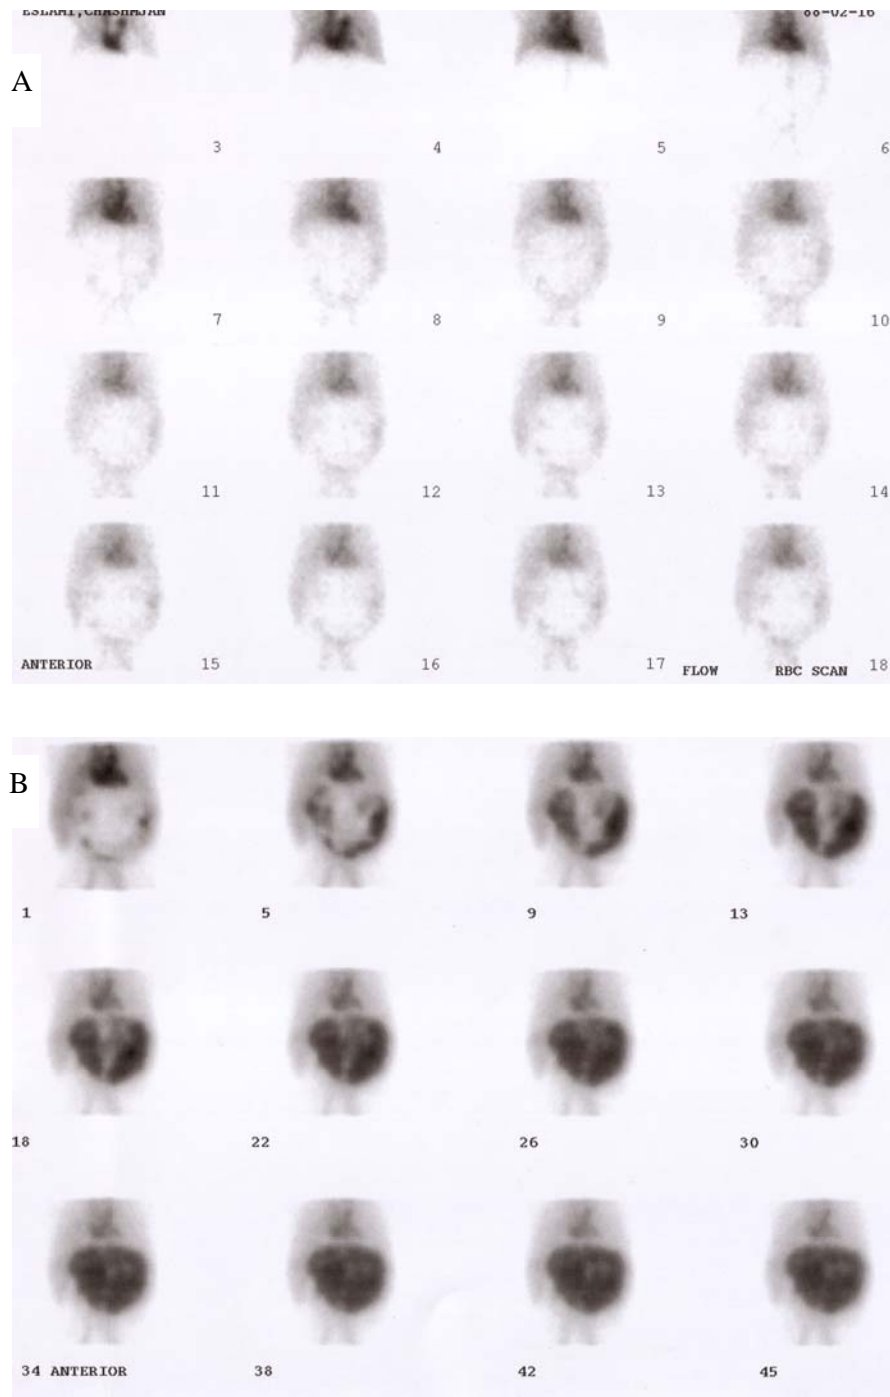 ESLAMI,
A
3 4 5 6
7 8 9 10
11 12 13 14
ANTERIOR 15 16 17 FLOW RBC SCAN 18
B
1 5 9 13
18 22 26 30
34 ANTERIOR 38 42 45